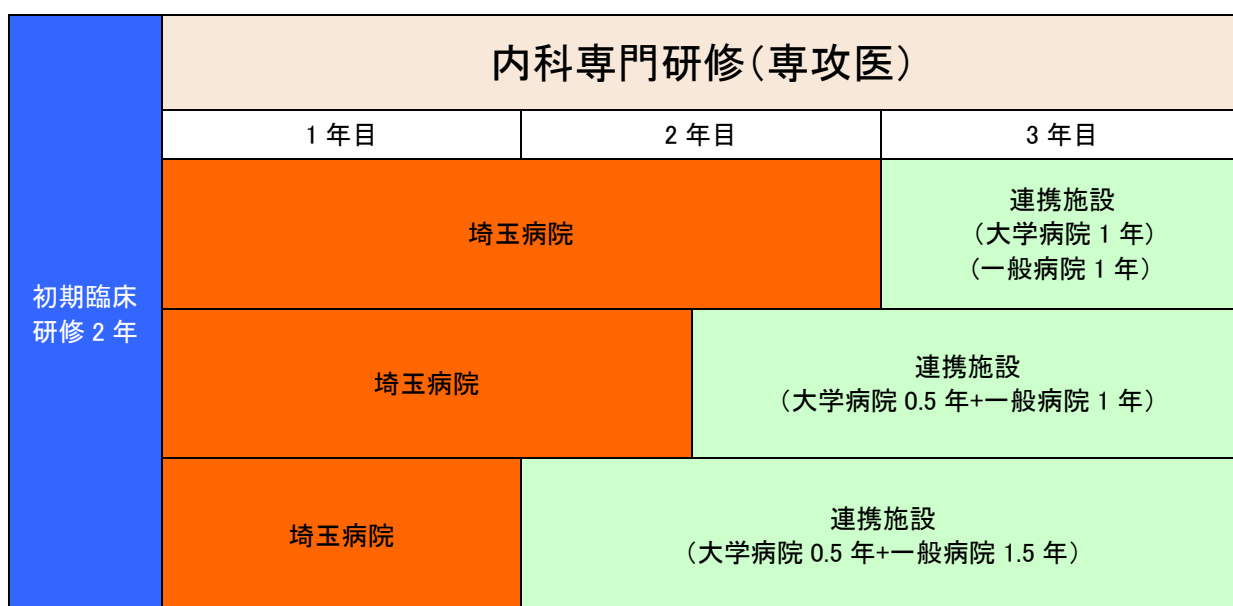 内科専門研修（専攻医）
1 年目
2 年目
3 年目
初期臨床
研修 2 年
埼玉病院
連携施設
（大学病院 1 年）
（一般病院 1 年）
埼玉病院
連携施設
（大学病院 0.5 年+一般病院 1 年）
埼玉病院
連携施設
（大学病院 0.5 年+一般病院 1.5 年）